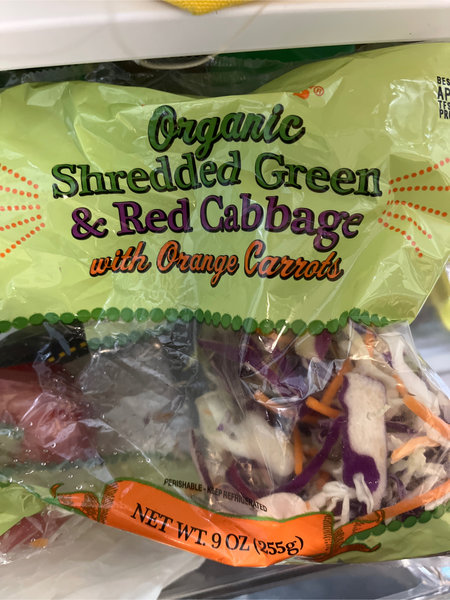 ®
Organic
Shredded Green
& Red Cabbage
with Orange Carrots
PERISHABLE - KEEP REFRIGERATED
NET WT. 9 OZ (255g)